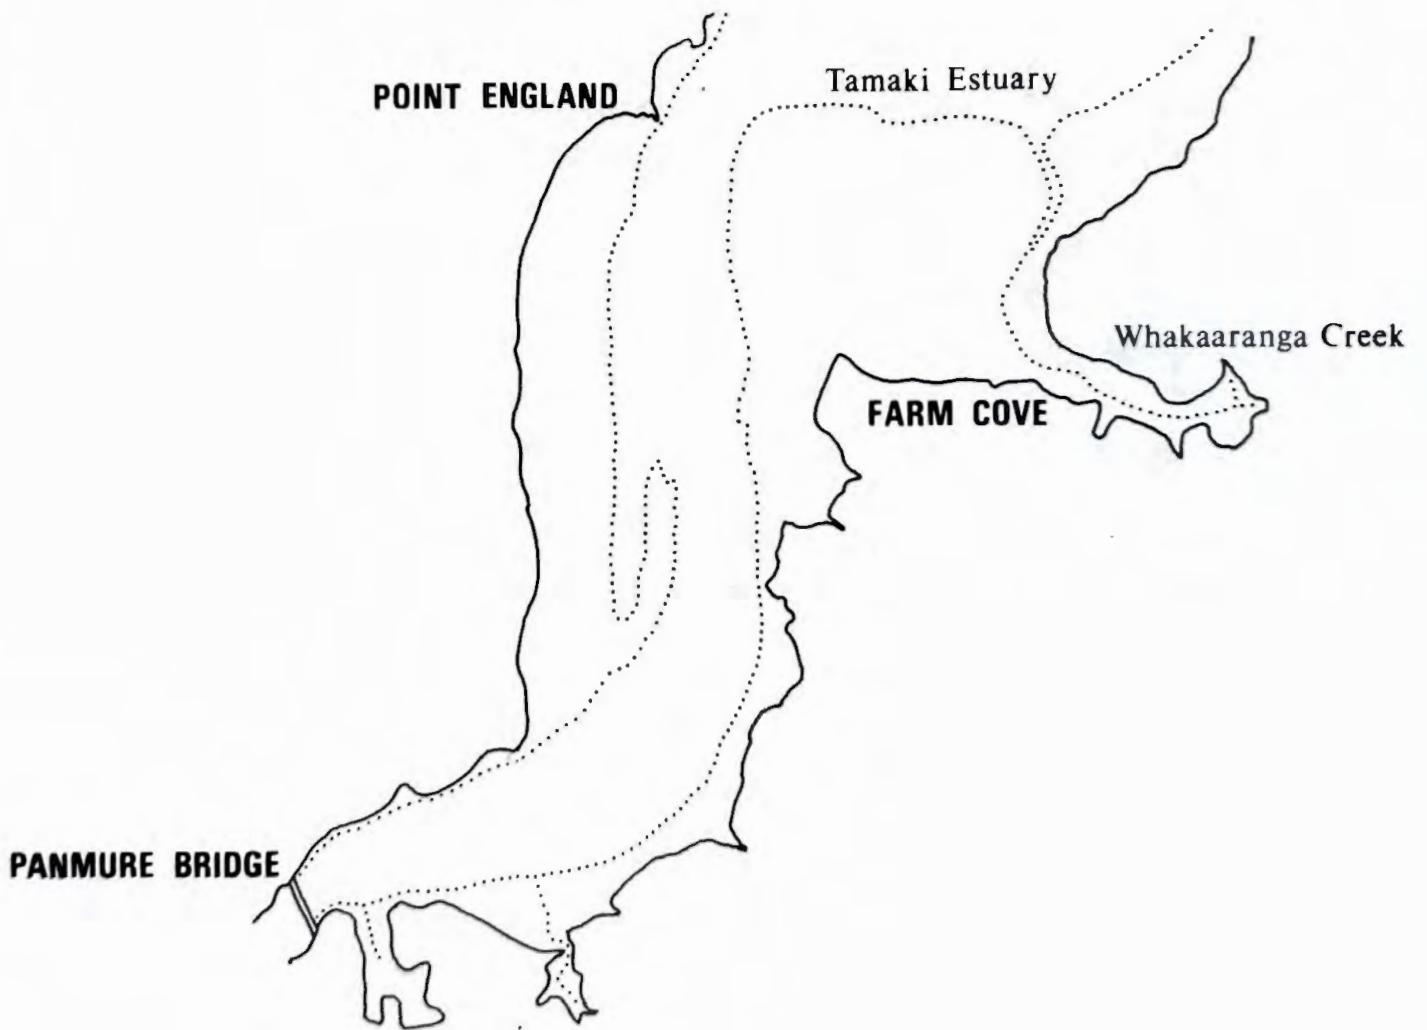 POINT ENGLAND
Tamaki Estuary
Whakaaranga Creek
FARM COVE
PANMURE BRIDGE